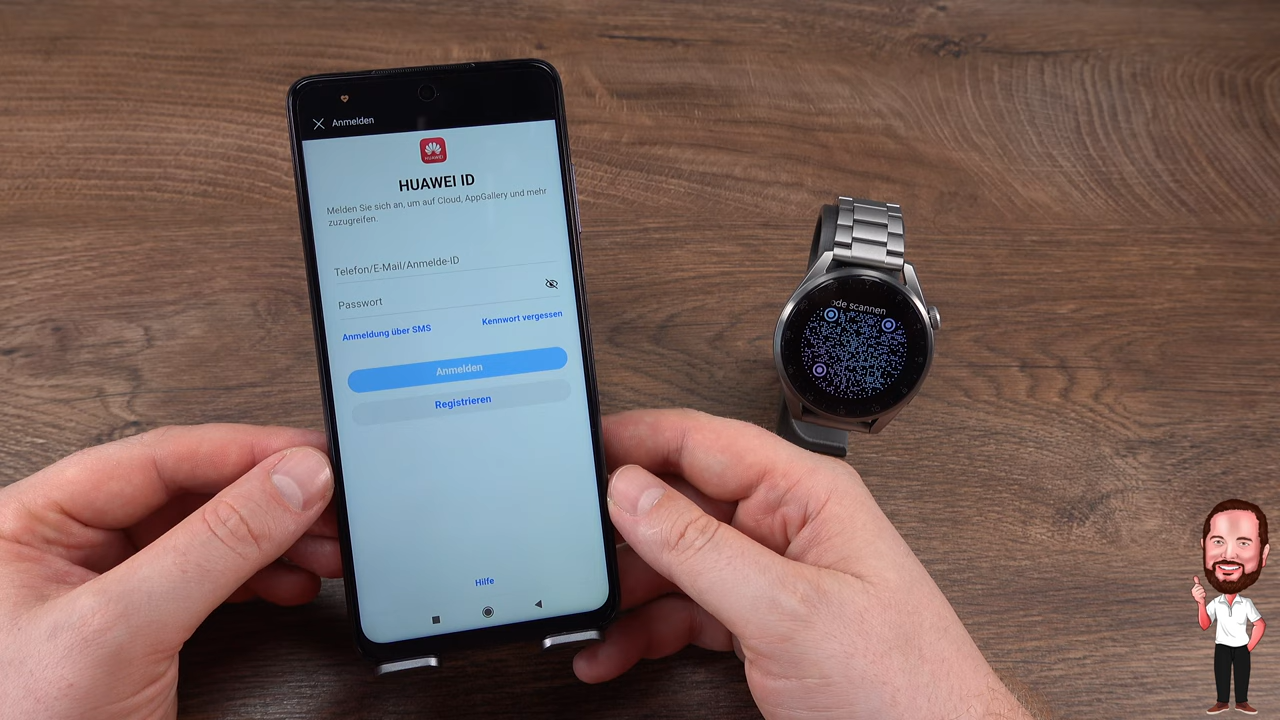 Anmelden
HUAWEI
HUAWEI ID
Melden Sie sich an, um auf Cloud, AppGallery und mehr
zuzugreifen.
Telefon/E-Mail/Anmelde-ID
Passwort
Anmeldung über SMS
Kennwort vergessen
Anmelden
Registrieren
Hilfe
ode scannen